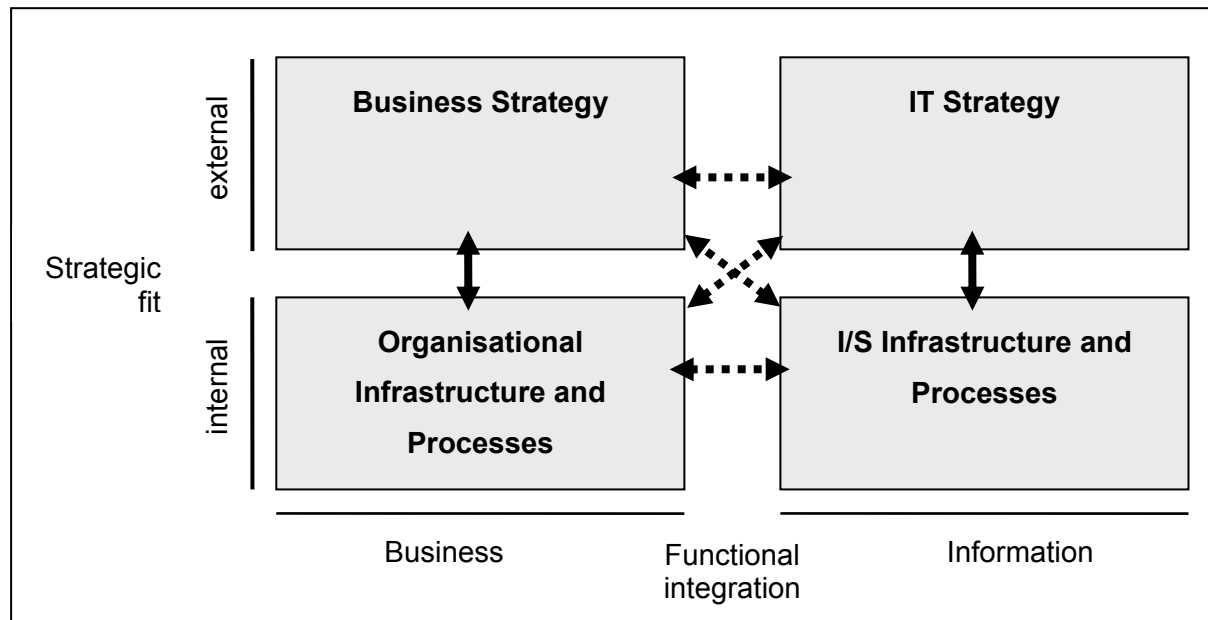 Business Strategy
IT Strategy
external
Strategic
fit
Organisational
Infrastructure and
Processes
I/S Infrastructure and
Processes
internal
Business
Functional
integration
Information